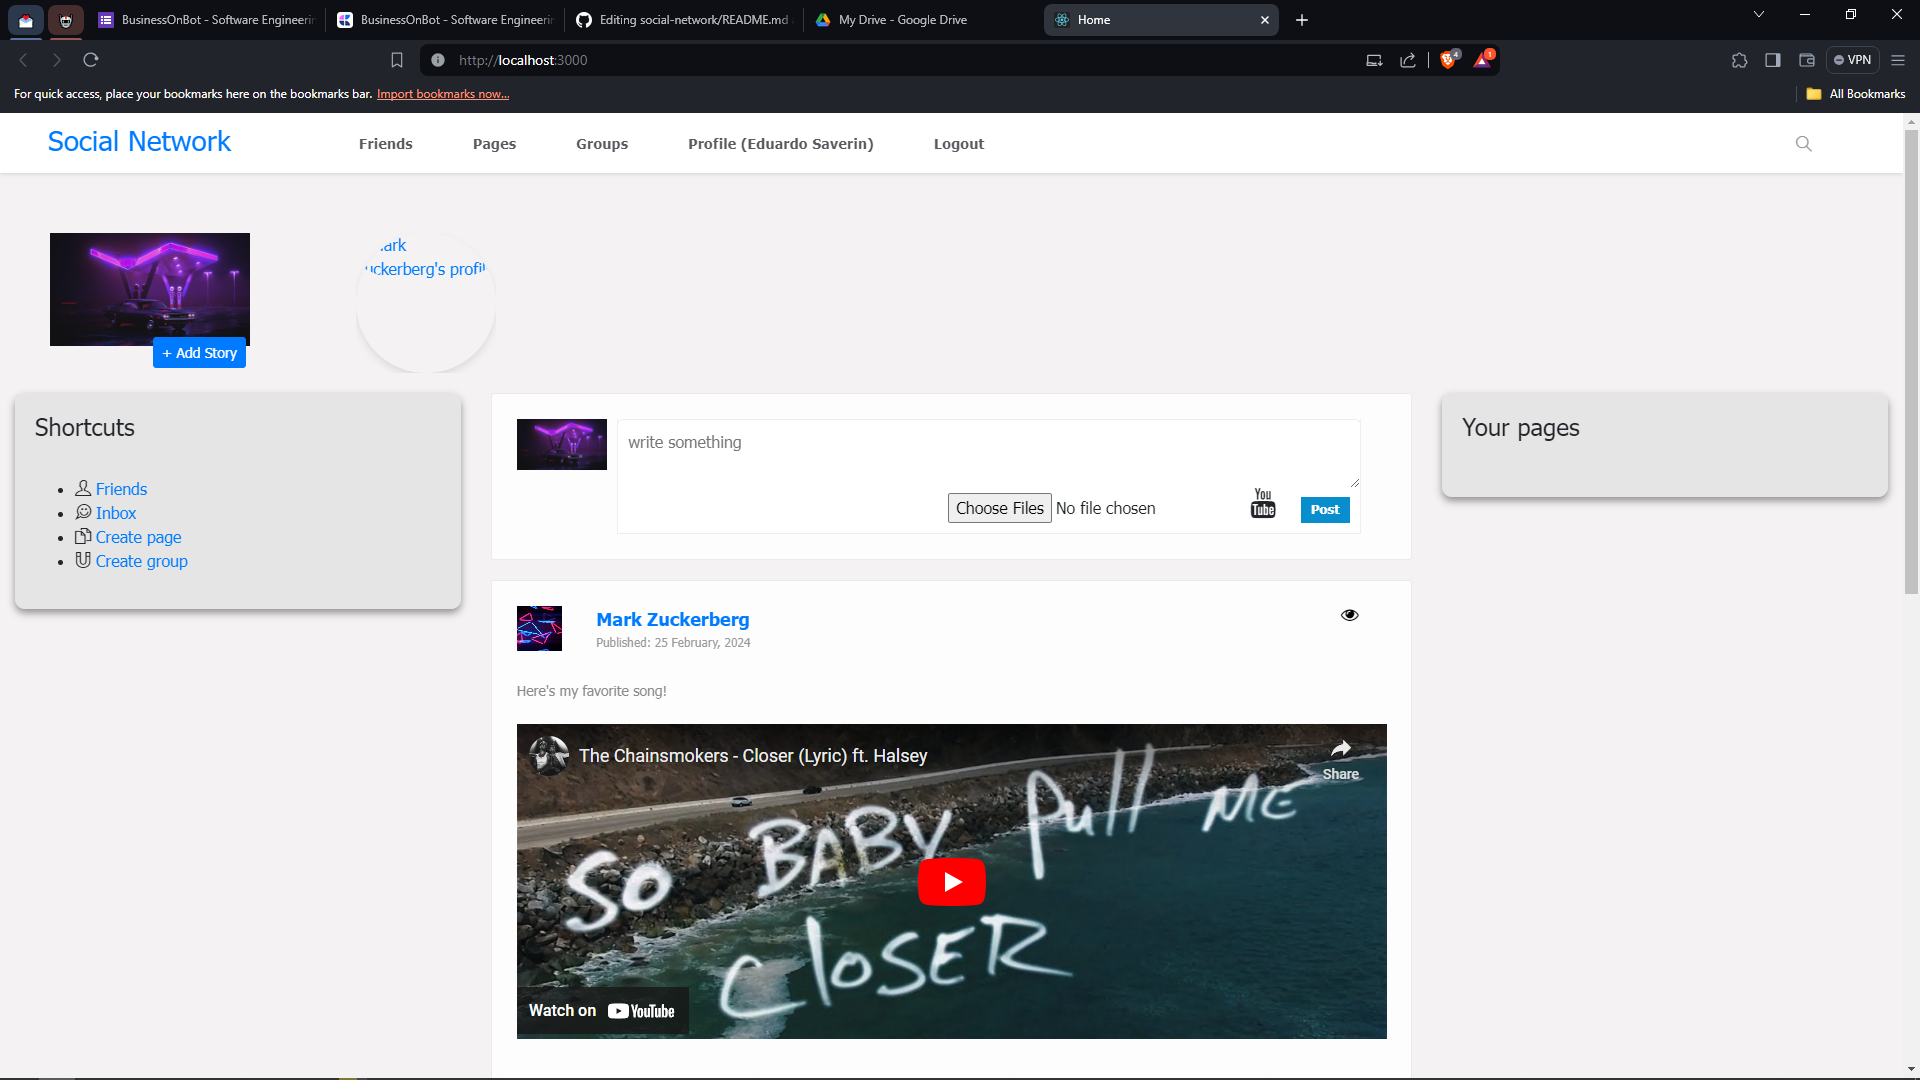 BusinessOnBot - Software Engineerin
BusinessOnBot - Software Engineerin
Editing social-network/README.md
My Drive - Google Drive
Home
http://localhost:3000
4
1
VPN
For quick access, place your bookmarks here on the bookmarks bar. Import bookmarks now...
All Bookmarks
Social Network
Friends
Pages
Groups
Profile (Eduardo Saverin)
Logout
+ Add Story
ark
uckerberg's profil
Shortcuts
Friends
Inbox
Create page
Create group
write something
Choose Files No file chosen
You
Tube
Post
Your pages
Mark Zuckerberg
Published: 25 February, 2024
Here's my favorite song!
The Chainsmokers - Closer (Lyric) ft. Halsey
Share
So BABY pull ME
CloSER
Watch on YouTube